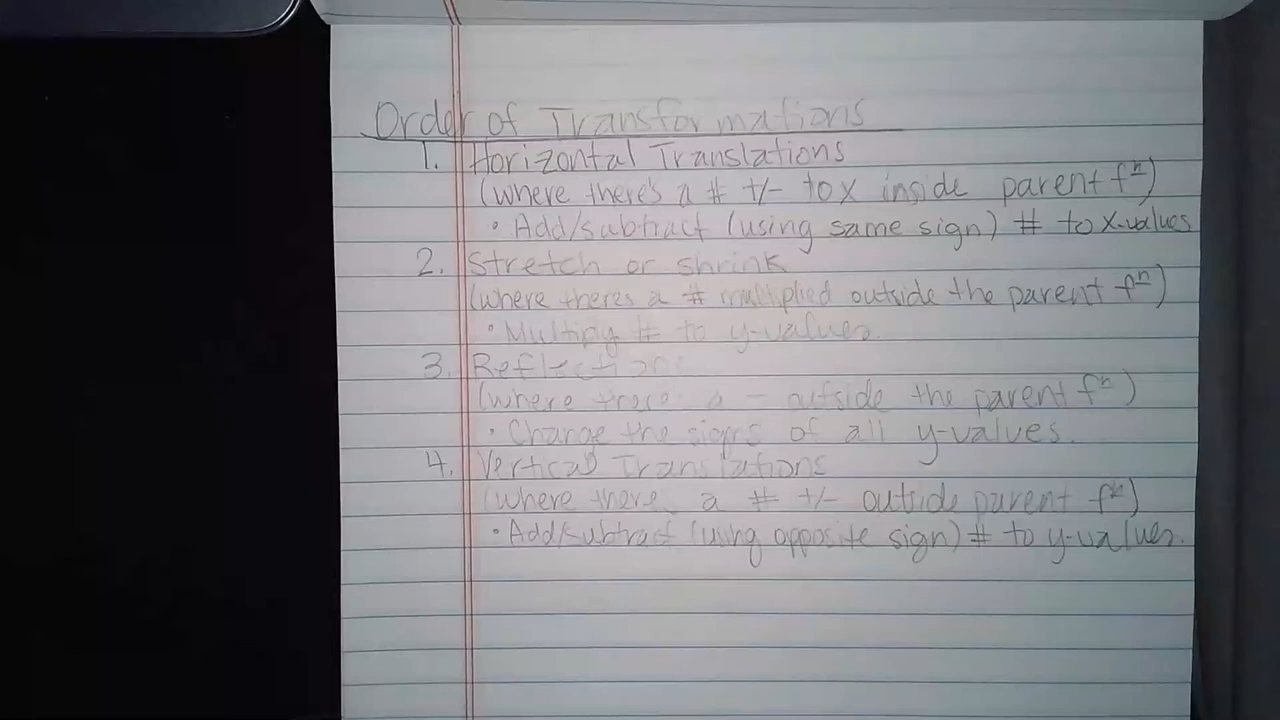 Order of Transformations
1. Horizontal Translations
(where there's a # +/- to x inside parent fⁿ)
• Add/subtract (using same sign) # to x-values
2. Stretch or shrink
(where theres a # multiplied outside the parent fⁿ)
• Multiply # to y-values.
3. Reflections
(where there's a - outside the parent fⁿ)
• Change the signs of all y-values.
4. Vertical Translations
(where there a # +/- outside parent fⁿ)
• Add/subtract (using opposite sign) # to y-values.